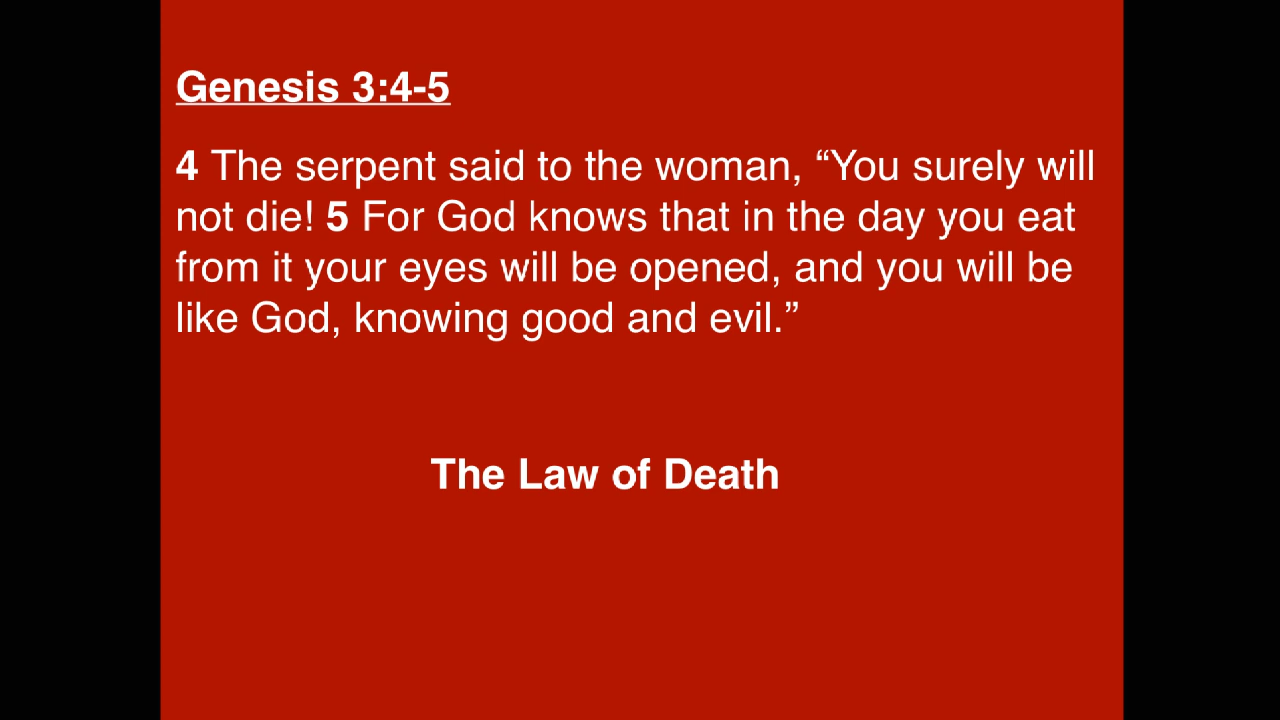 Genesis 3:4-5
4 The serpent said to the woman, “You surely will
not die! 5 For God knows that in the day you eat
from it your eyes will be opened, and you will be
like God, knowing good and evil.”
The Law of Death